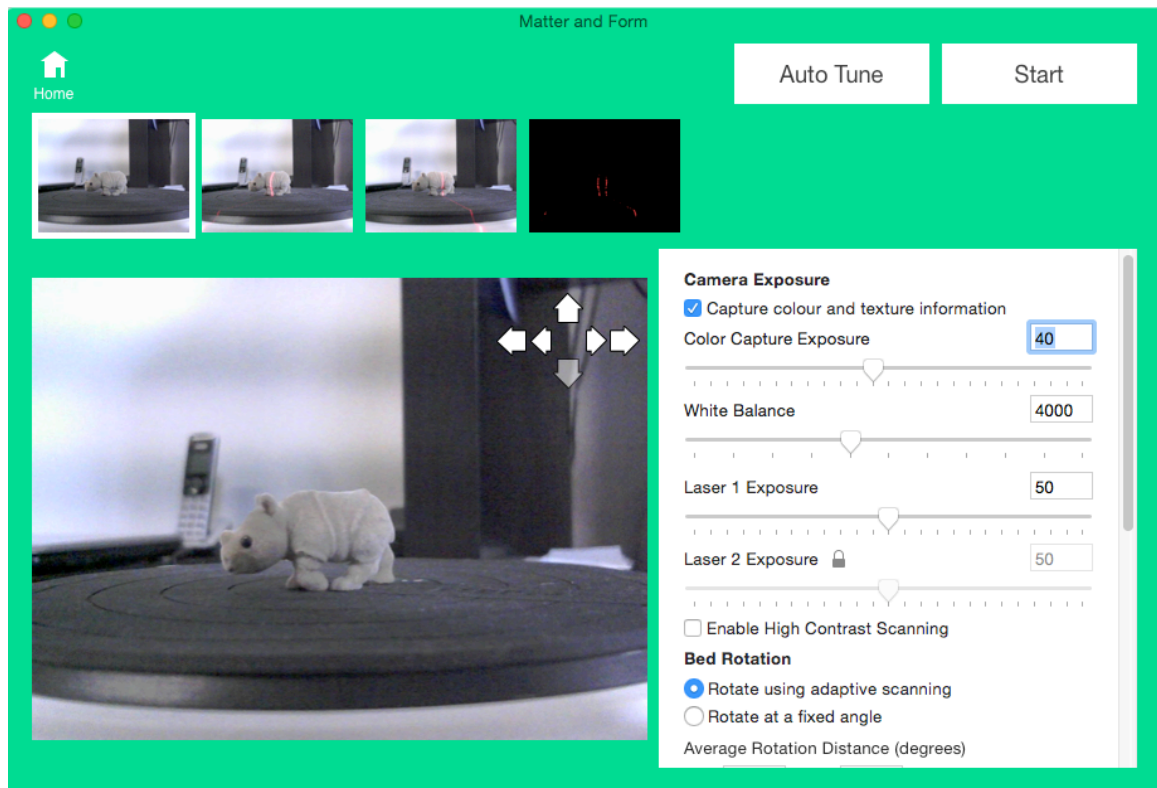 Matter and Form
Home
Auto Tune
Start
Camera Exposure
Capture colour and texture information
Color Capture Exposure
40
White Balance
4000
Laser 1 Exposure
50
Laser 2 Exposure
50
Enable High Contrast Scanning
Bed Rotation
Rotate using adaptive scanning
Rotate at a fixed angle
Average Rotation Distance (degrees)